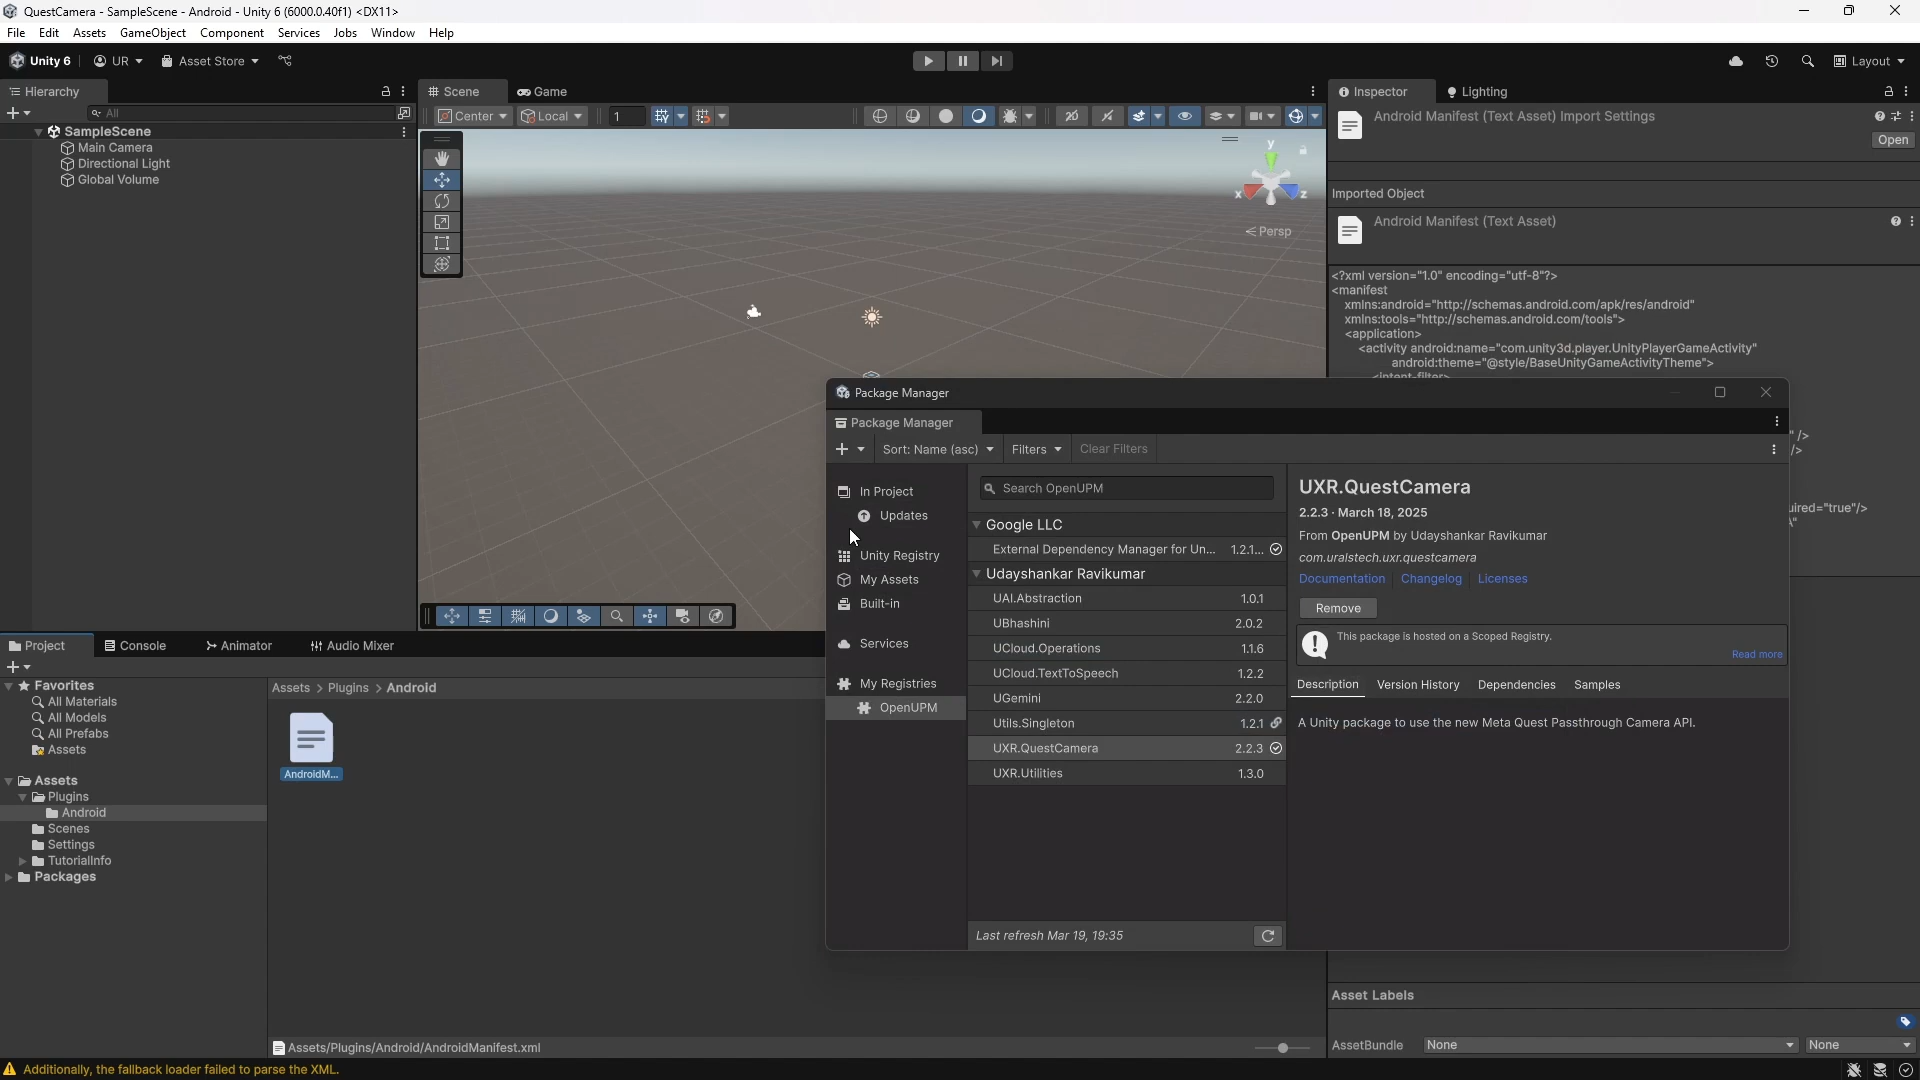 QuestCamera - SampleScene - Android - Unity 6 (6000.0.40f1) <DX11>
File Edit Assets GameObject Component Services Jobs Window Help
Unity 6 UR Asset Store Layout
Hierarchy
All
SampleScene
Main Camera
Directional Light
Global Volume
Scene Game
Center Local 1
y
x z
Persp
Inspector Lighting
Android Manifest (Text Asset) Import Settings
Open
Imported Object
Android Manifest (Text Asset)
<?xml version="1.0" encoding="utf-8"?>
<manifest
xmlns:android="http://schemas.android.com/apk/res/android"
xmlns:tools="http://schemas.android.com/tools">
<application>
<activity android:name="com.unity3d.player.UnityPlayerGameActivity"
android:theme="@style/BaseUnityGameActivityTheme">
<intent-filter>
" />
/>
uired="true"/>
Package Manager
Package Manager
Sort: Name (asc) Filters Clear Filters
In Project
Updates
Unity Registry
My Assets
Built-in
Services
My Registries
OpenUPM
Search OpenUPM
Google LLC
External Dependency Manager for Un... 1.2.1...
Udayshankar Ravikumar
UAI.Abstraction 1.0.1
UBhashini 2.0.2
UCloud.Operations 1.1.6
UCloud.TextToSpeech 1.2.2
UGemini 2.2.0
Utils.Singleton 1.2.1
UXR.QuestCamera 2.2.3
UXR.Utilities 1.3.0
Last refresh Mar 19, 19:35
UXR.QuestCamera
2.2.3 · March 18, 2025
From OpenUPM by Udayshankar Ravikumar
com.uralstech.uxr.questcamera
Documentation Changelog Licenses
Remove
This package is hosted on a Scoped Registry.
Read more
Description Version History Dependencies Samples
A Unity package to use the new Meta Quest Passthrough Camera API.
Project Console Animator Audio Mixer
Favorites
All Materials
All Models
All Prefabs
Assets
Assets
Plugins
Android
Scenes
Settings
TutorialInfo
Packages
Assets > Plugins > Android
AndroidM...
Assets/Plugins/Android/AndroidManifest.xml
Asset Labels
AssetBundle None None
Additionally, the fallback loader failed to parse the XML.